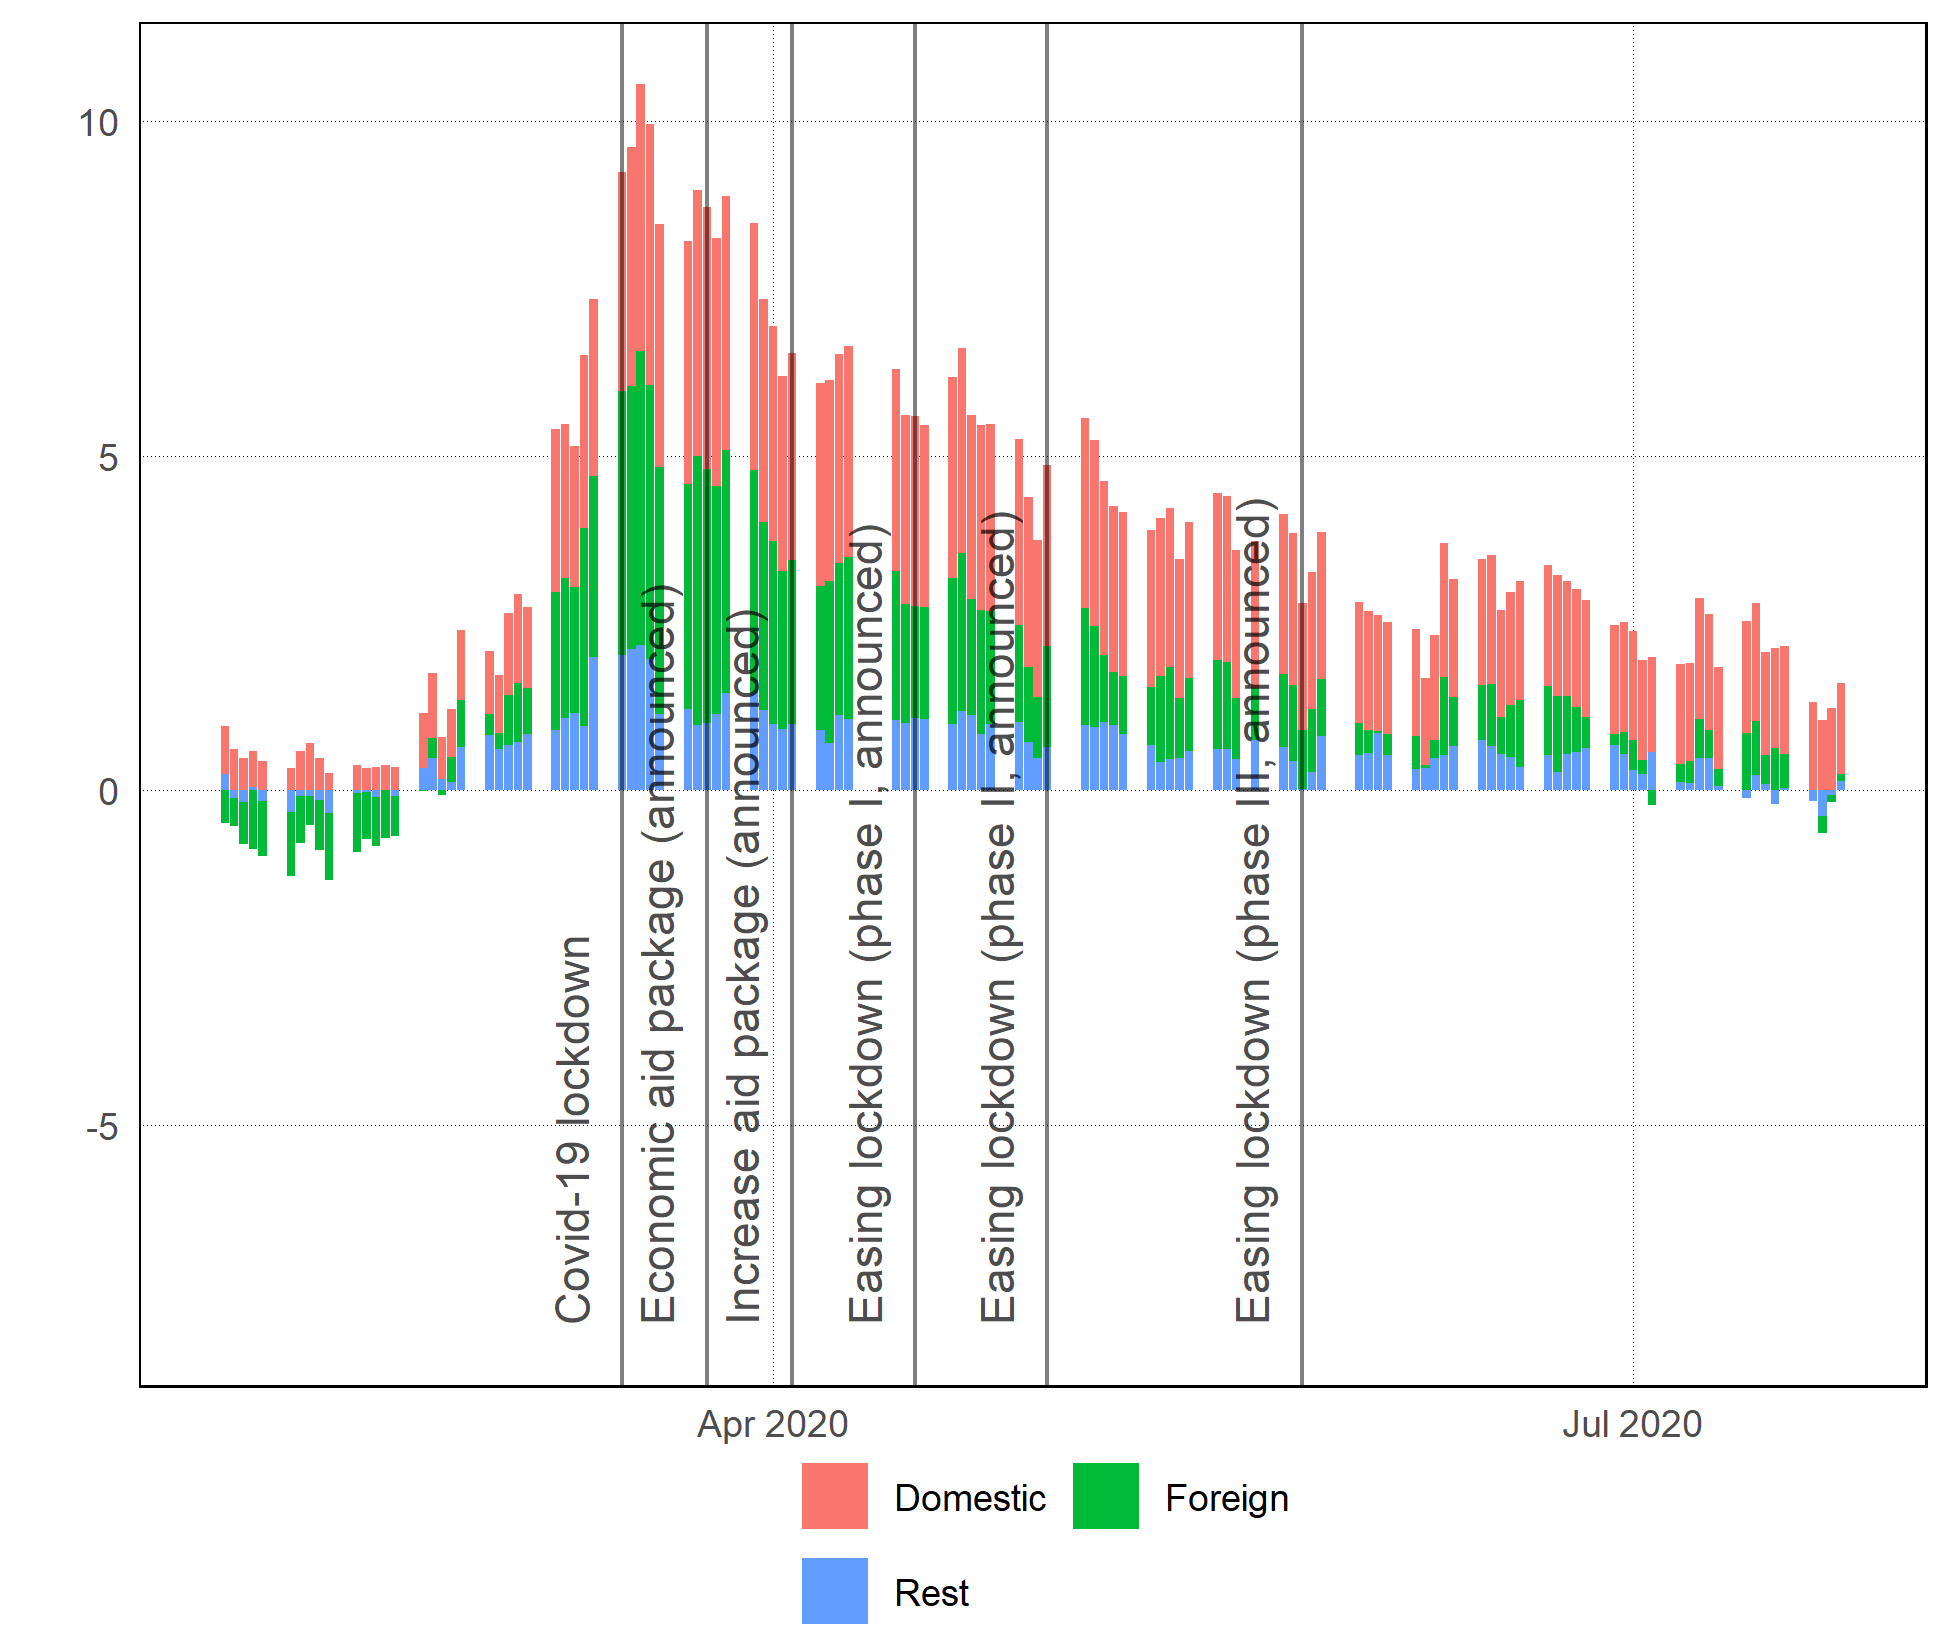 10
5
0
-5
Covid-19 lockdown
Economic aid package (announced)
Increase aid package (announced)
Easing lockdown (phase I, announced)
Easing lockdown (phase II, announced)
Easing lockdown (phase III, announced)
Apr 2020
Jul 2020
Domestic
Foreign
Rest